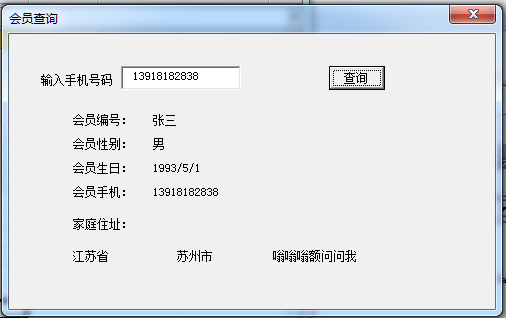 会员查询
输入手机号码 13918182838 查询
会员编号： 张三
会员性别： 男
会员生日： 1993/5/1
会员手机： 13918182838
家庭住址：
江苏省 苏州市 嗡嗡嗡额问问我